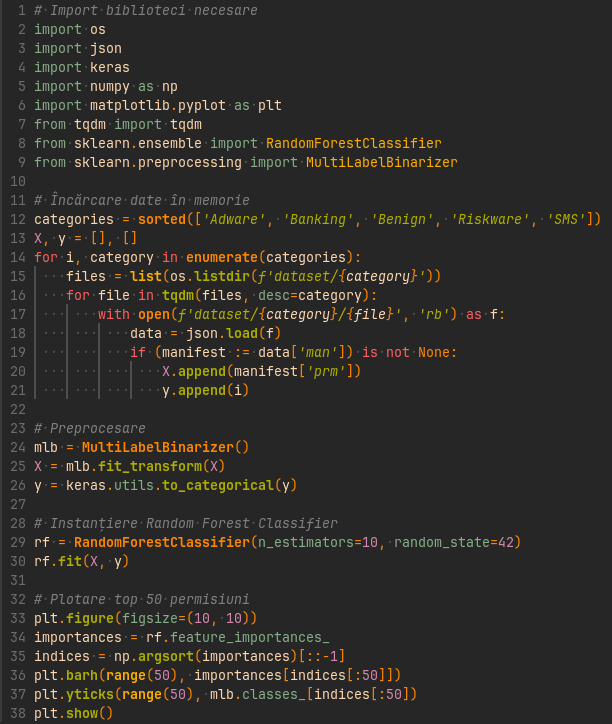 1 # Import biblioteci necesare
2 import os
3 import json
4 import keras
5 import numpy as np
6 import matplotlib.pyplot as plt
7 from tqdm import tqdm
8 from sklearn.ensemble import RandomForestClassifier
9 from sklearn.preprocessing import MultiLabelBinarizer
10
11 # Încărcare date în memorie
12 categories = sorted(['Adware', 'Banking', 'Benign', 'Riskware', 'SMS'])
13 X, y = [], []
14 for i, category in enumerate(categories):
15     files = list(os.listdir(f'dataset/{category}'))
16     for file in tqdm(files, desc=category):
17         with open(f'dataset/{category}/{file}', 'rb') as f:
18             data = json.load(f)
19             if (manifest := data['man']) is not None:
20                 X.append(manifest['prm'])
21                 y.append(i)
22
23 # Preprocesare
24 mlb = MultiLabelBinarizer()
25 X = mlb.fit_transform(X)
26 y = keras.utils.to_categorical(y)
27
28 # Instanțiere Random Forest Classifier
29 rf = RandomForestClassifier(n_estimators=10, random_state=42)
30 rf.fit(X, y)
31
32 # Plotare top 50 permisiuni
33 plt.figure(figsize=(10, 10))
34 importances = rf.feature_importances_
35 indices = np.argsort(importances)[::-1]
36 plt.barh(range(50), importances[indices[:50]])
37 plt.yticks(range(50), mlb.classes_[indices[:50])
38 plt.show()